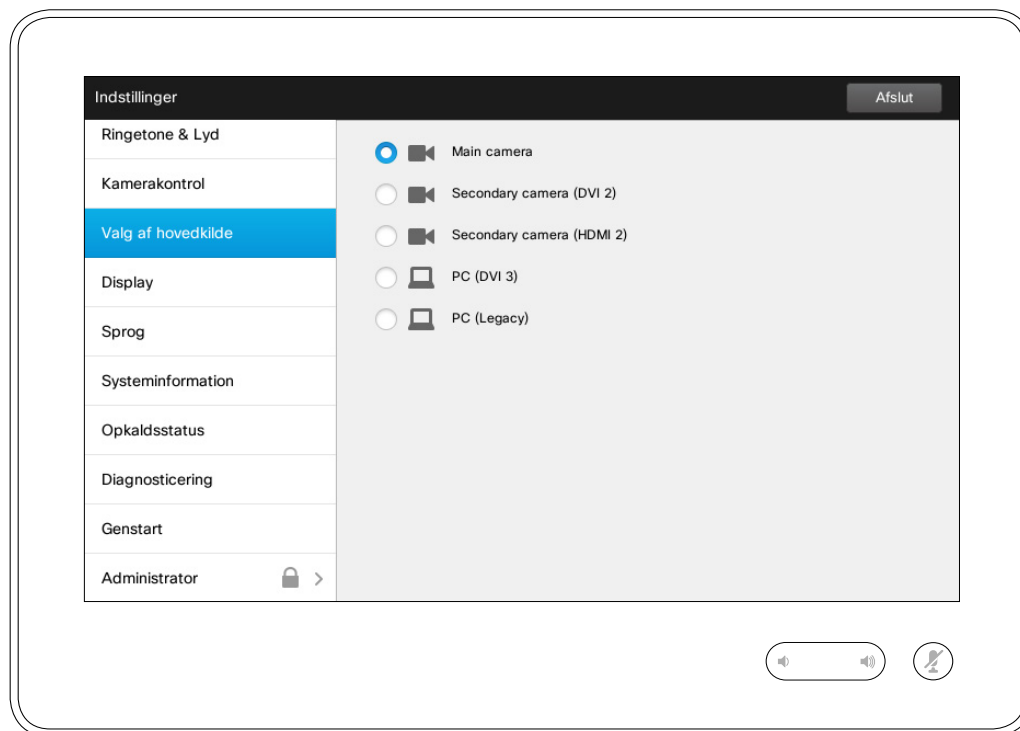 Indstillinger
Afslut
Ringetone & Lyd
Kamerakontrol
Valg af hovedkilde
Display
Sprog
Systeminformation
Opkaldsstatus
Diagnosticering
Genstart
Administrator
Main camera
Secondary camera (DVI 2)
Secondary camera (HDMI 2)
PC (DVI 3)
PC (Legacy)